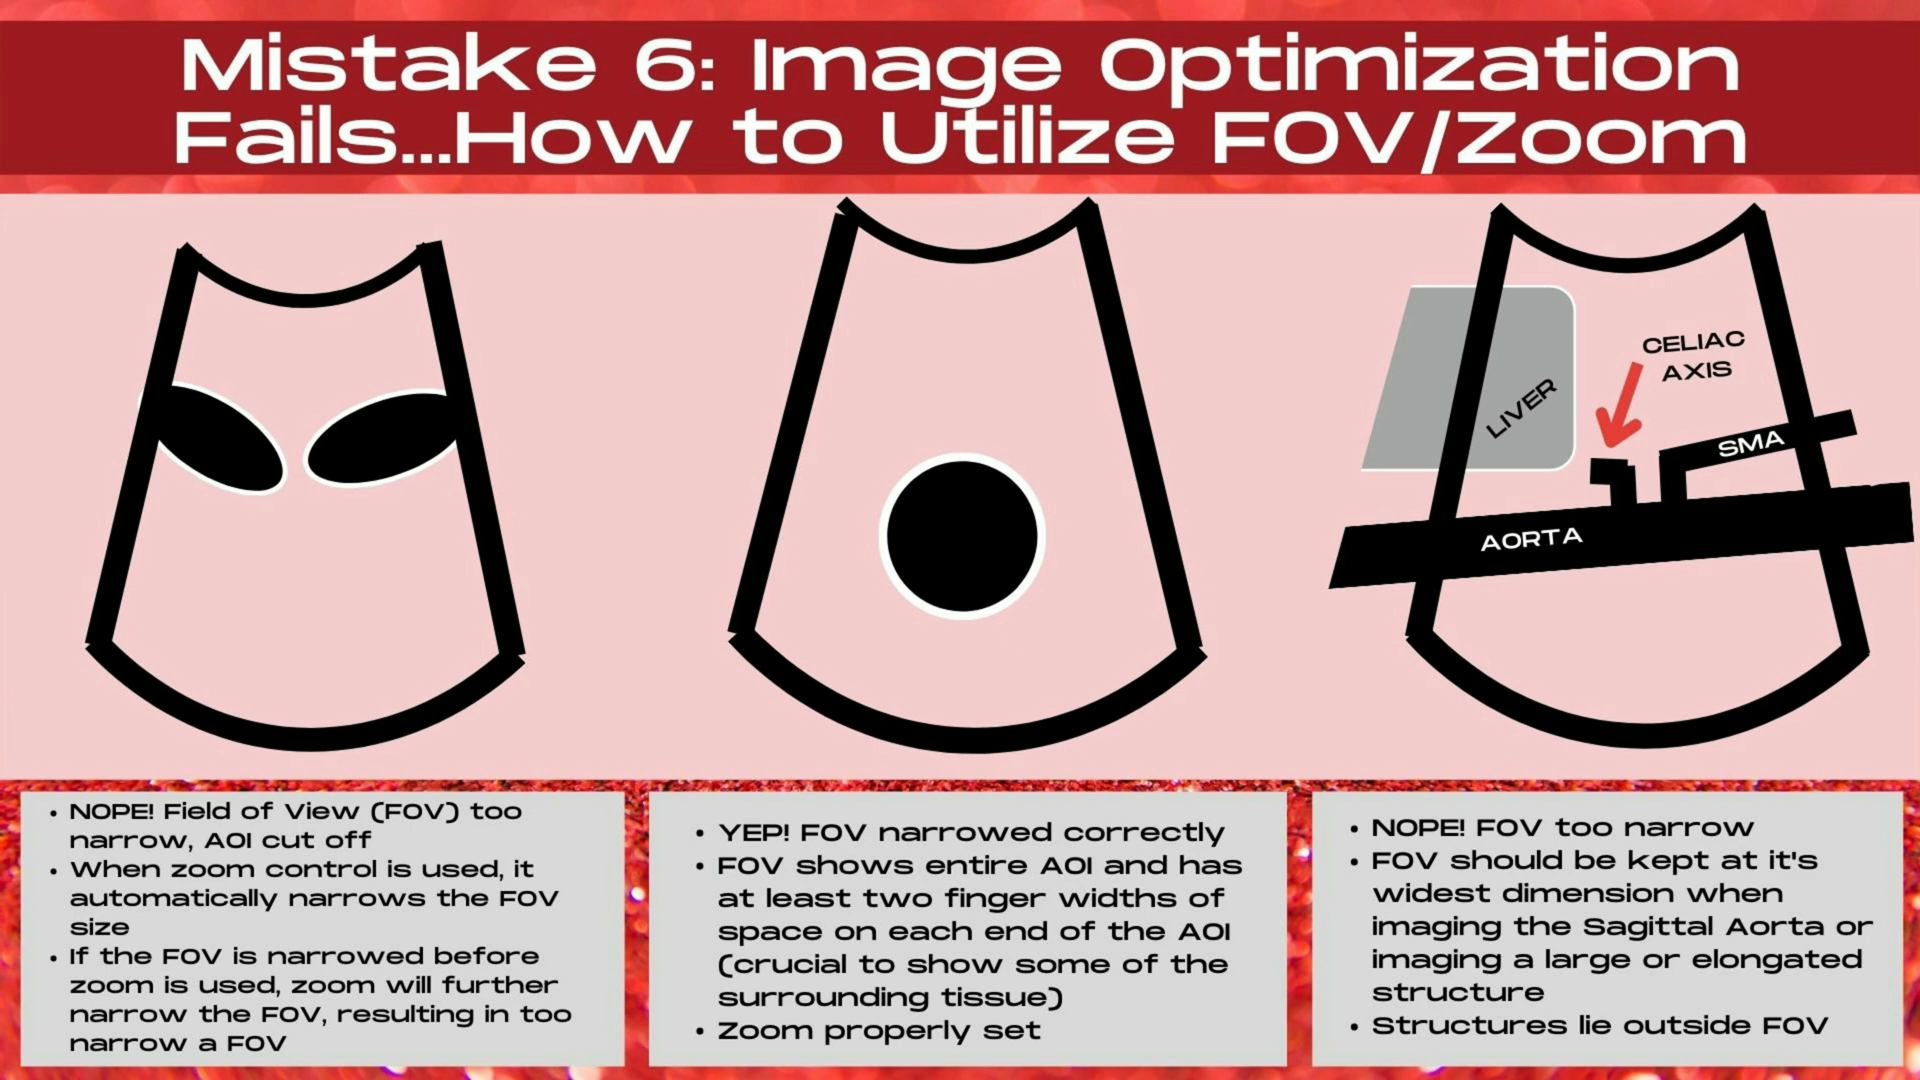 Mistake 6: Image Optimization
Fails...How to Utilize FOV/Zoom
LIVER
CELIAC
AXIS
SMA
AORTA
• NOPE! Field of View (FOV) too
narrow, AOI cut off
• When zoom control is used, it
automatically narrows the FOV
size
• If the FOV is narrowed before
zoom is used, zoom will further
narrow the FOV, resulting in too
narrow a FOV
• YEP! FOV narrowed correctly
• FOV shows entire AOI and has
at least two finger widths of
space on each end of the AOI
(crucial to show some of the
surrounding tissue)
• Zoom properly set
• NOPE! FOV too narrow
• FOV should be kept at it's
widest dimension when
imaging the Sagittal Aorta or
imaging a large or elongated
structure
• Structures lie outside FOV